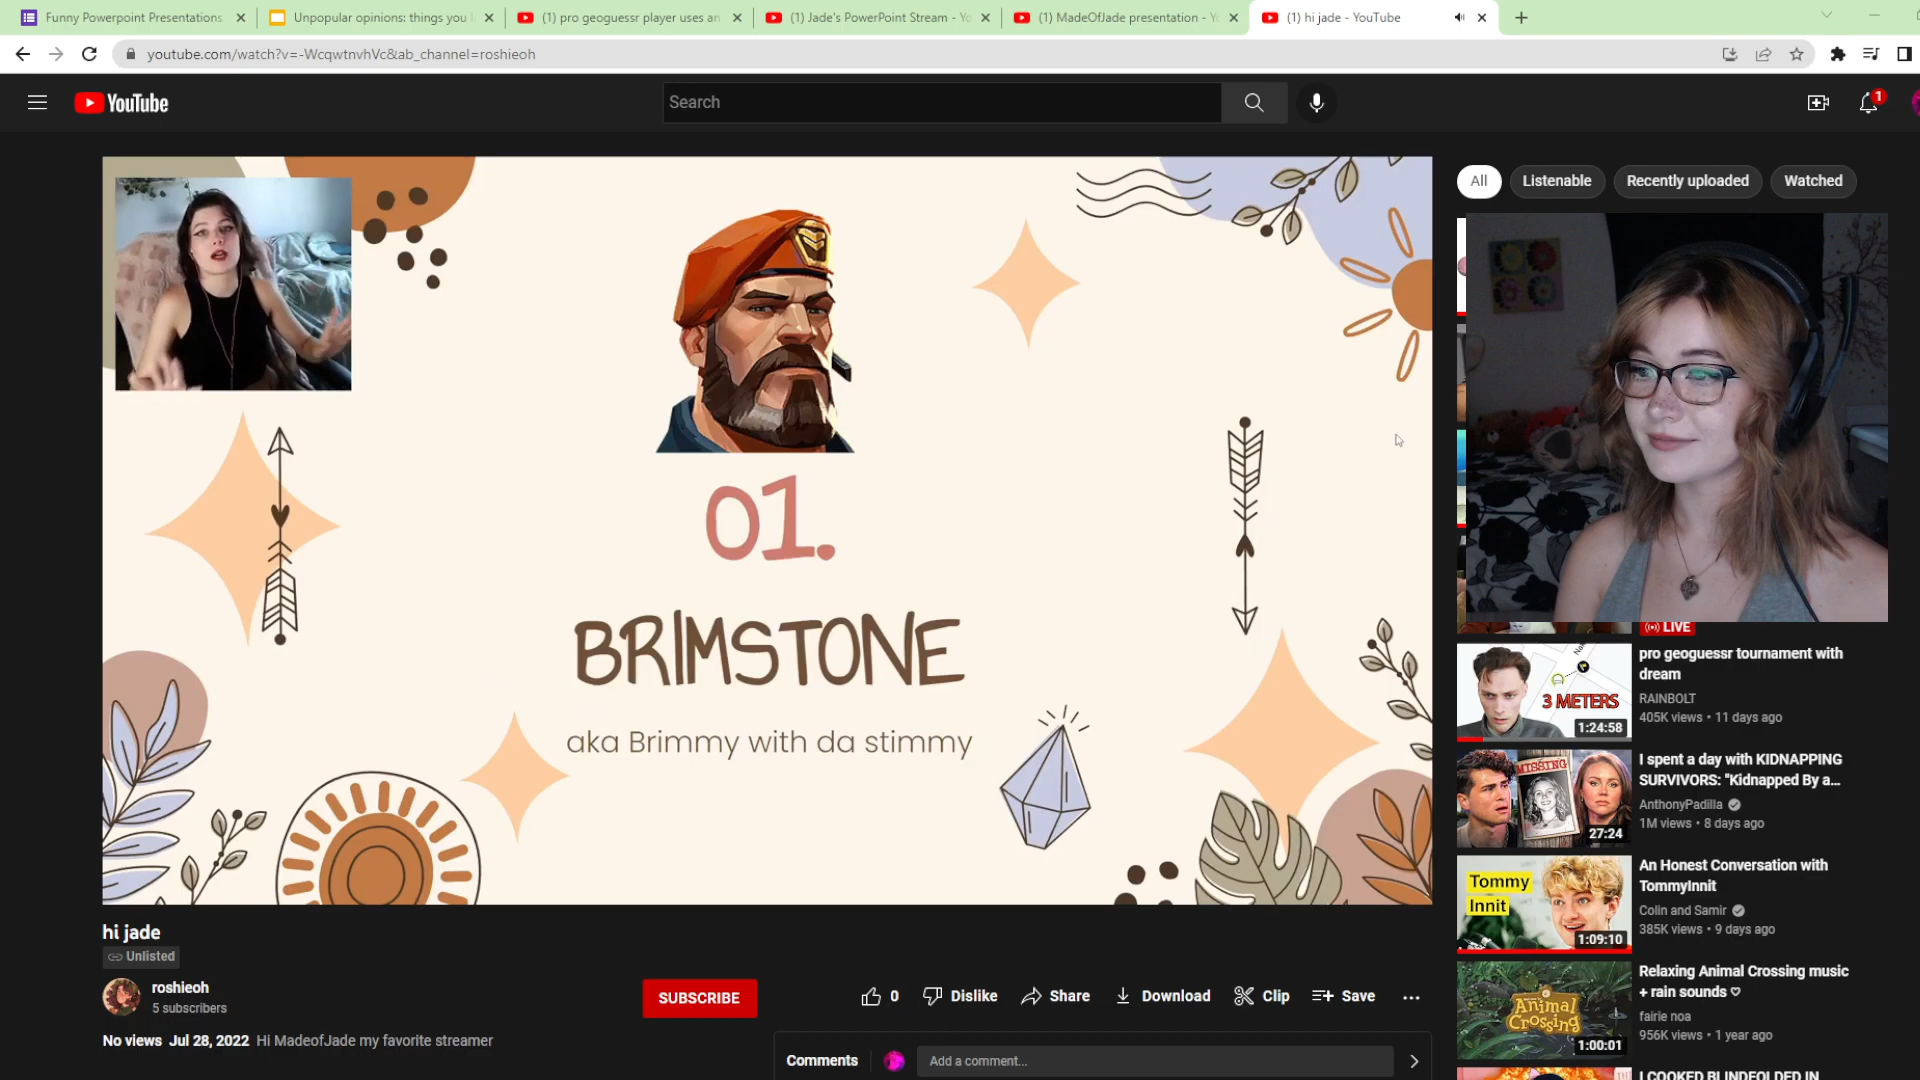 Funny Powerpoint Presentations
Unpopular opinions: things you
(1) pro geoguessr player uses an
(1) Jade's PowerPoint Stream - Yo
(1) MadeOfJade presentation - Yo
(1) hi jade - YouTube
youtube.com/watch?v=-WcqwtnvhVc&ab_channel=roshieoh
YouTube
Search
1
All
Listenable
Recently uploaded
Watched
01.
BRIMSTONE
aka Brimmy with da stimmy
LIVE
pro geoguessr tournament with
dream
RAINBOLT
405K views • 11 days ago
3 METERS
1:24:58
I spent a day with KIDNAPPING
SURVIVORS: "Kidnapped By a...
AnthonyPadilla
1M views • 8 days ago
MISSING
27:24
An Honest Conversation with
TommyInnit
Colin and Samir
385K views • 9 days ago
Tommy
Innit
1:09:10
Relaxing Animal Crossing music
+ rain sounds ♡
fairie noa
956K views • 1 year ago
Animal
Crossing
1:00:01
I COOKED BLINDFOLDED IN
hi jade
Unlisted
roshieoh
5 subscribers
SUBSCRIBE
0
Dislike
Share
Download
Clip
Save
No views Jul 28, 2022 Hi MadeofJade my favorite streamer
Comments
Add a comment...